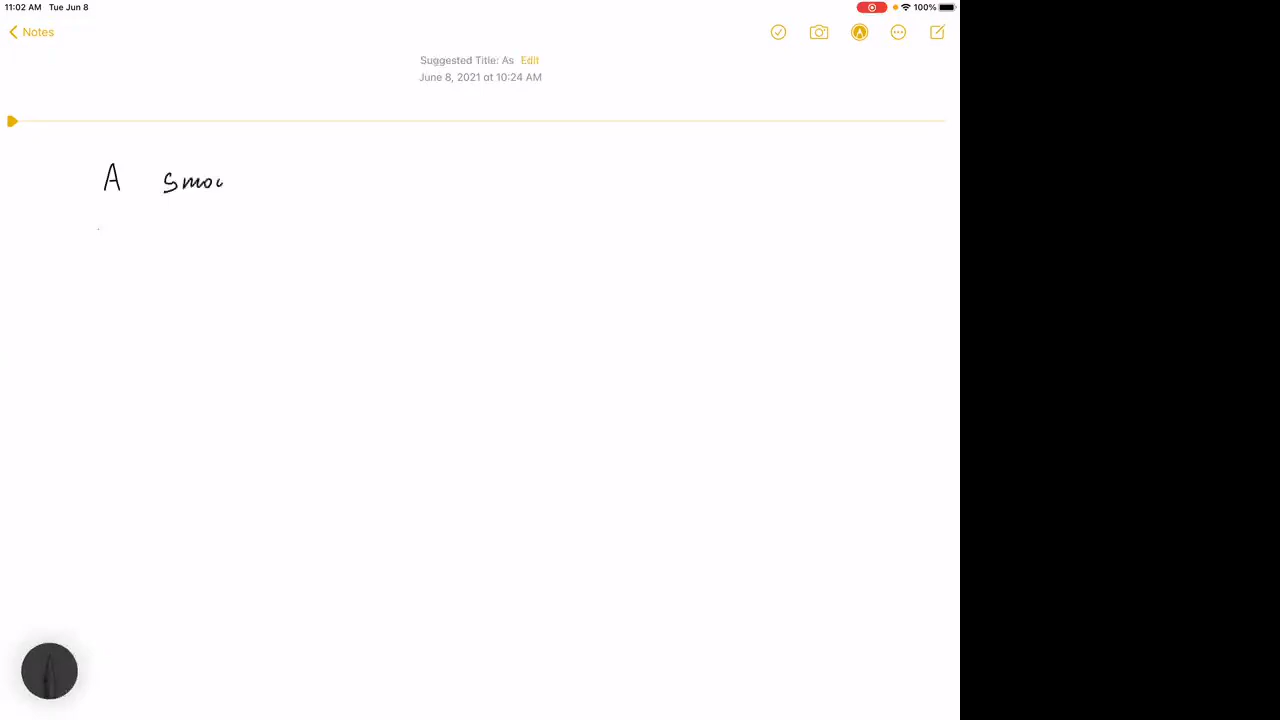 11:02 AM Tue Jun 8 100%
Notes
Suggested Title: As Edit
June 8, 2021 at 10:24 AM
A smoo